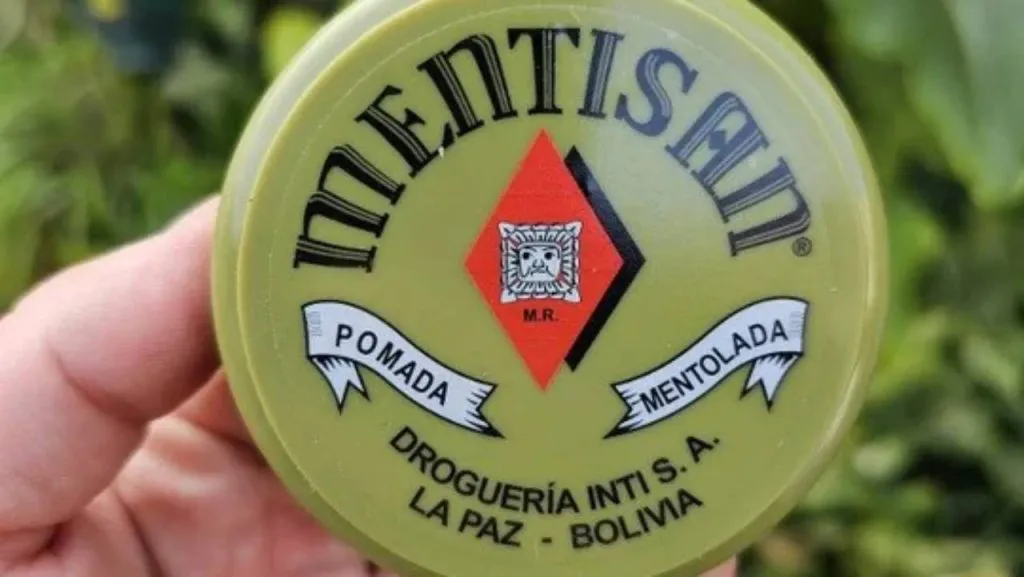 MENTISAN®
M.R.
POMADA
MENTOLADA
DROGUERÍA INTI S. A.
LA PAZ - BOLIVIA